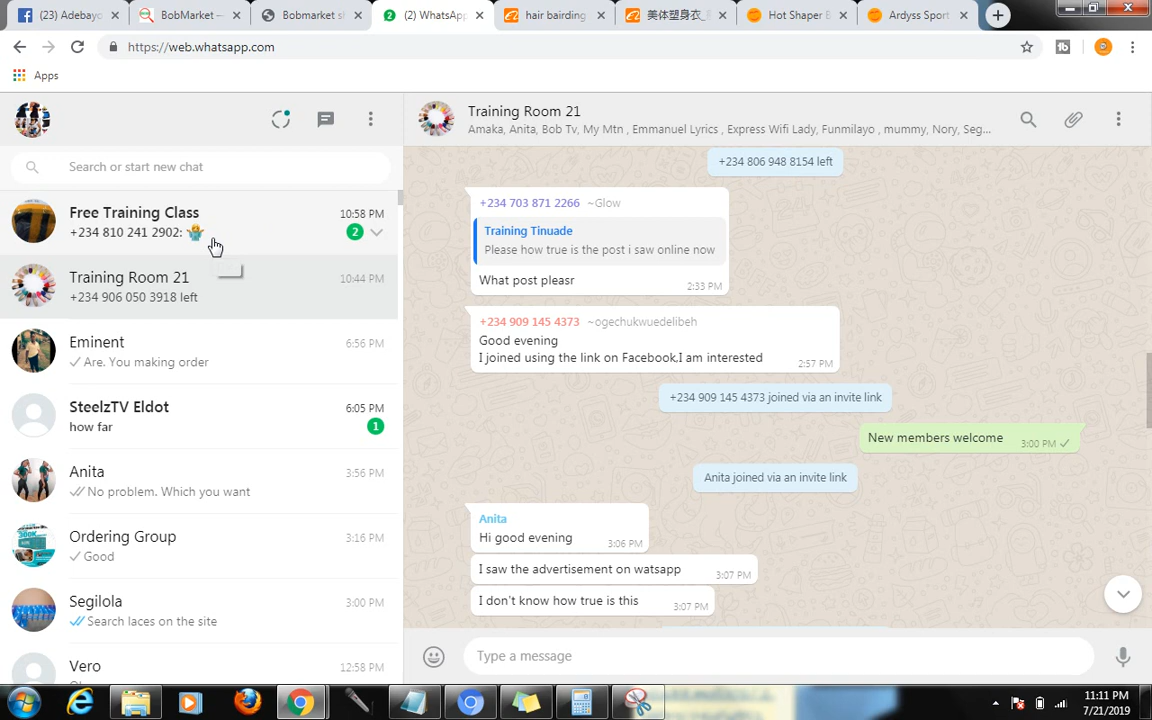 (23) Adebayo
BobMarket –
Bobmarket s
(2) WhatsApp
hair bairding
美体塑身衣_
Hot Shaper B
Ardyss Sport
https://web.whatsapp.com
Apps
Search or start new chat
Free Training Class
10:58 PM
+234 810 241 2902:
2
Training Room 21
10:44 PM
+234 906 050 3918 left
Eminent
6:56 PM
Are. You making order
SteelzTV Eldot
6:05 PM
how far
1
Anita
3:56 PM
No problem. Which you want
Ordering Group
3:16 PM
Good
Segilola
3:00 PM
Search laces on the site
Vero
12:58 PM
Training Room 21
Amaka, Anita, Bob Tv, My Mtn , Emmanuel Lyrics , Express Wifi Lady, Funmilayo , mummy, Nory, Seg...
+234 806 948 8154 left
+234 703 871 2266 ~Glow
Training Tinuade
Please how true is the post i saw online now
What post pleasr
2:33 PM
+234 909 145 4373 ~ogechukwuedelibeh
Good evening
I joined using the link on Facebook,I am interested
2:57 PM
+234 909 145 4373 joined via an invite link
New members welcome
3:00 PM
Anita joined via an invite link
Anita
Hi good evening
3:06 PM
I saw the advertisement on watsapp
3:07 PM
I don't know how true is this
3:07 PM
Type a message
11:11 PM
7/21/2019